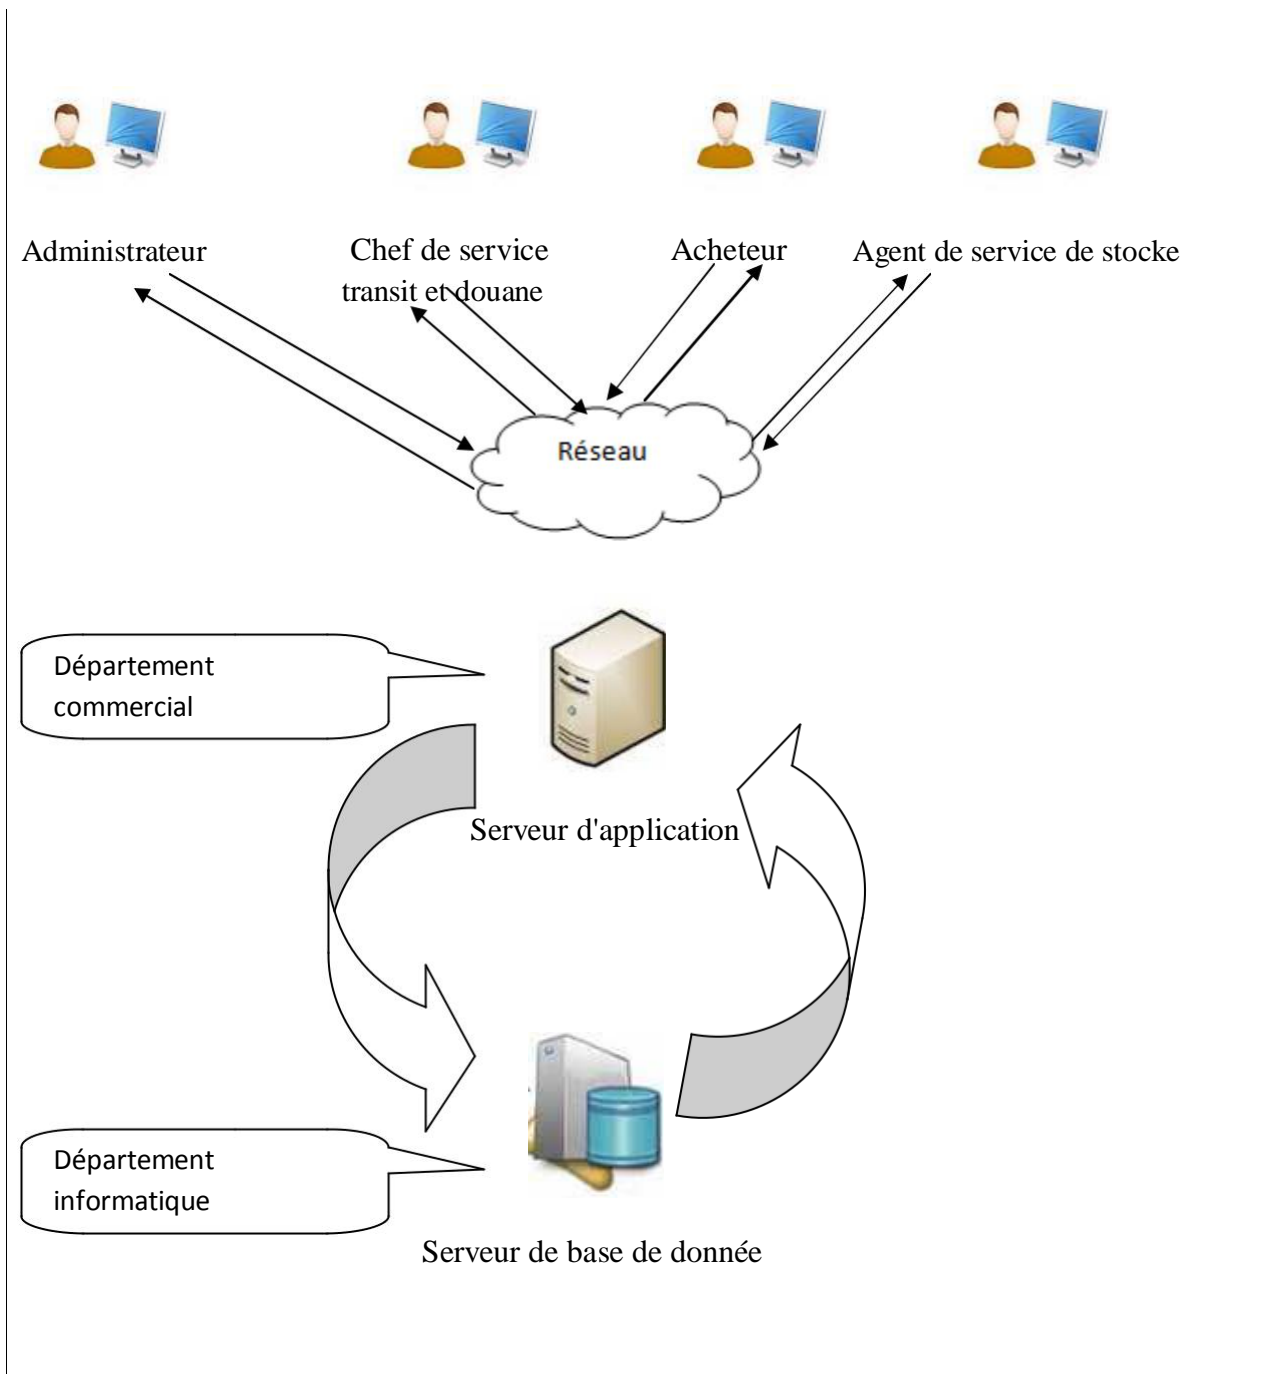 Administrateur
Chef de service
transit et douane
Acheteur
Agent de service de stocke
Réseau
Département
commercial
Serveur d'application
Département
informatique
Serveur de base de donnée